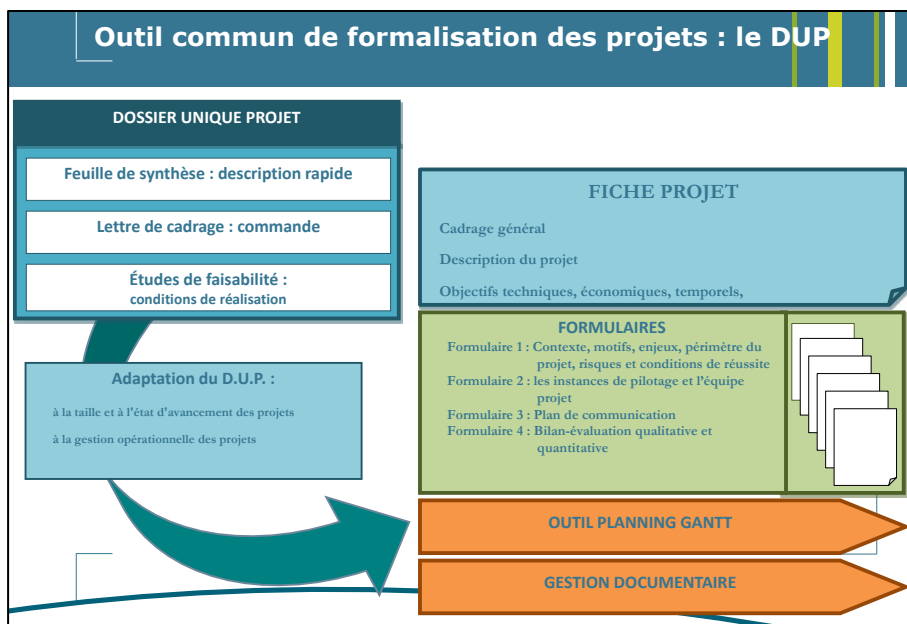 Outil commun de formalisation des projets : le DUP
DOSSIER UNIQUE PROJET
Feuille de synthèse : description rapide
Lettre de cadrage : commande
Études de faisabilité :
conditions de réalisation
Adaptation du D.U.P. :
à la taille et à l'état d'avancement des projets
à la gestion opérationnelle des projets
FICHE PROJET
Cadrage général
Description du projet
Objectifs techniques, économiques, temporels,
FORMULAIRES
Formulaire 1 : Contexte, motifs, enjeux, périmètre du
projet, risques et conditions de réussite
Formulaire 2 : les instances de pilotage et l'équipe
projet
Formulaire 3 : Plan de communication
Formulaire 4 : Bilan-évaluation qualitative et
quantitative
OUTIL PLANNING GANTT
GESTION DOCUMENTAIRE